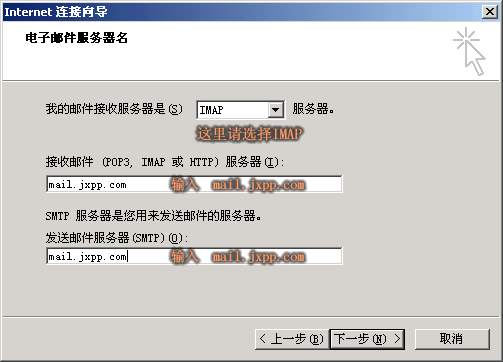 Internet 连接向导
电子邮件服务器名
我的邮件接收服务器是(S) IMAP 服务器。
这里请选择IMAP
接收邮件 (POP3, IMAP 或 HTTP) 服务器(I):
mail.jxpp.com 输入 mail.jxpp.com
SMTP 服务器是您用来发送邮件的服务器。
发送邮件服务器(SMTP)(O):
mail.jxpp.com 输入 mail.jxpp.com
< 上一步(B) 下一步(N) > 取消